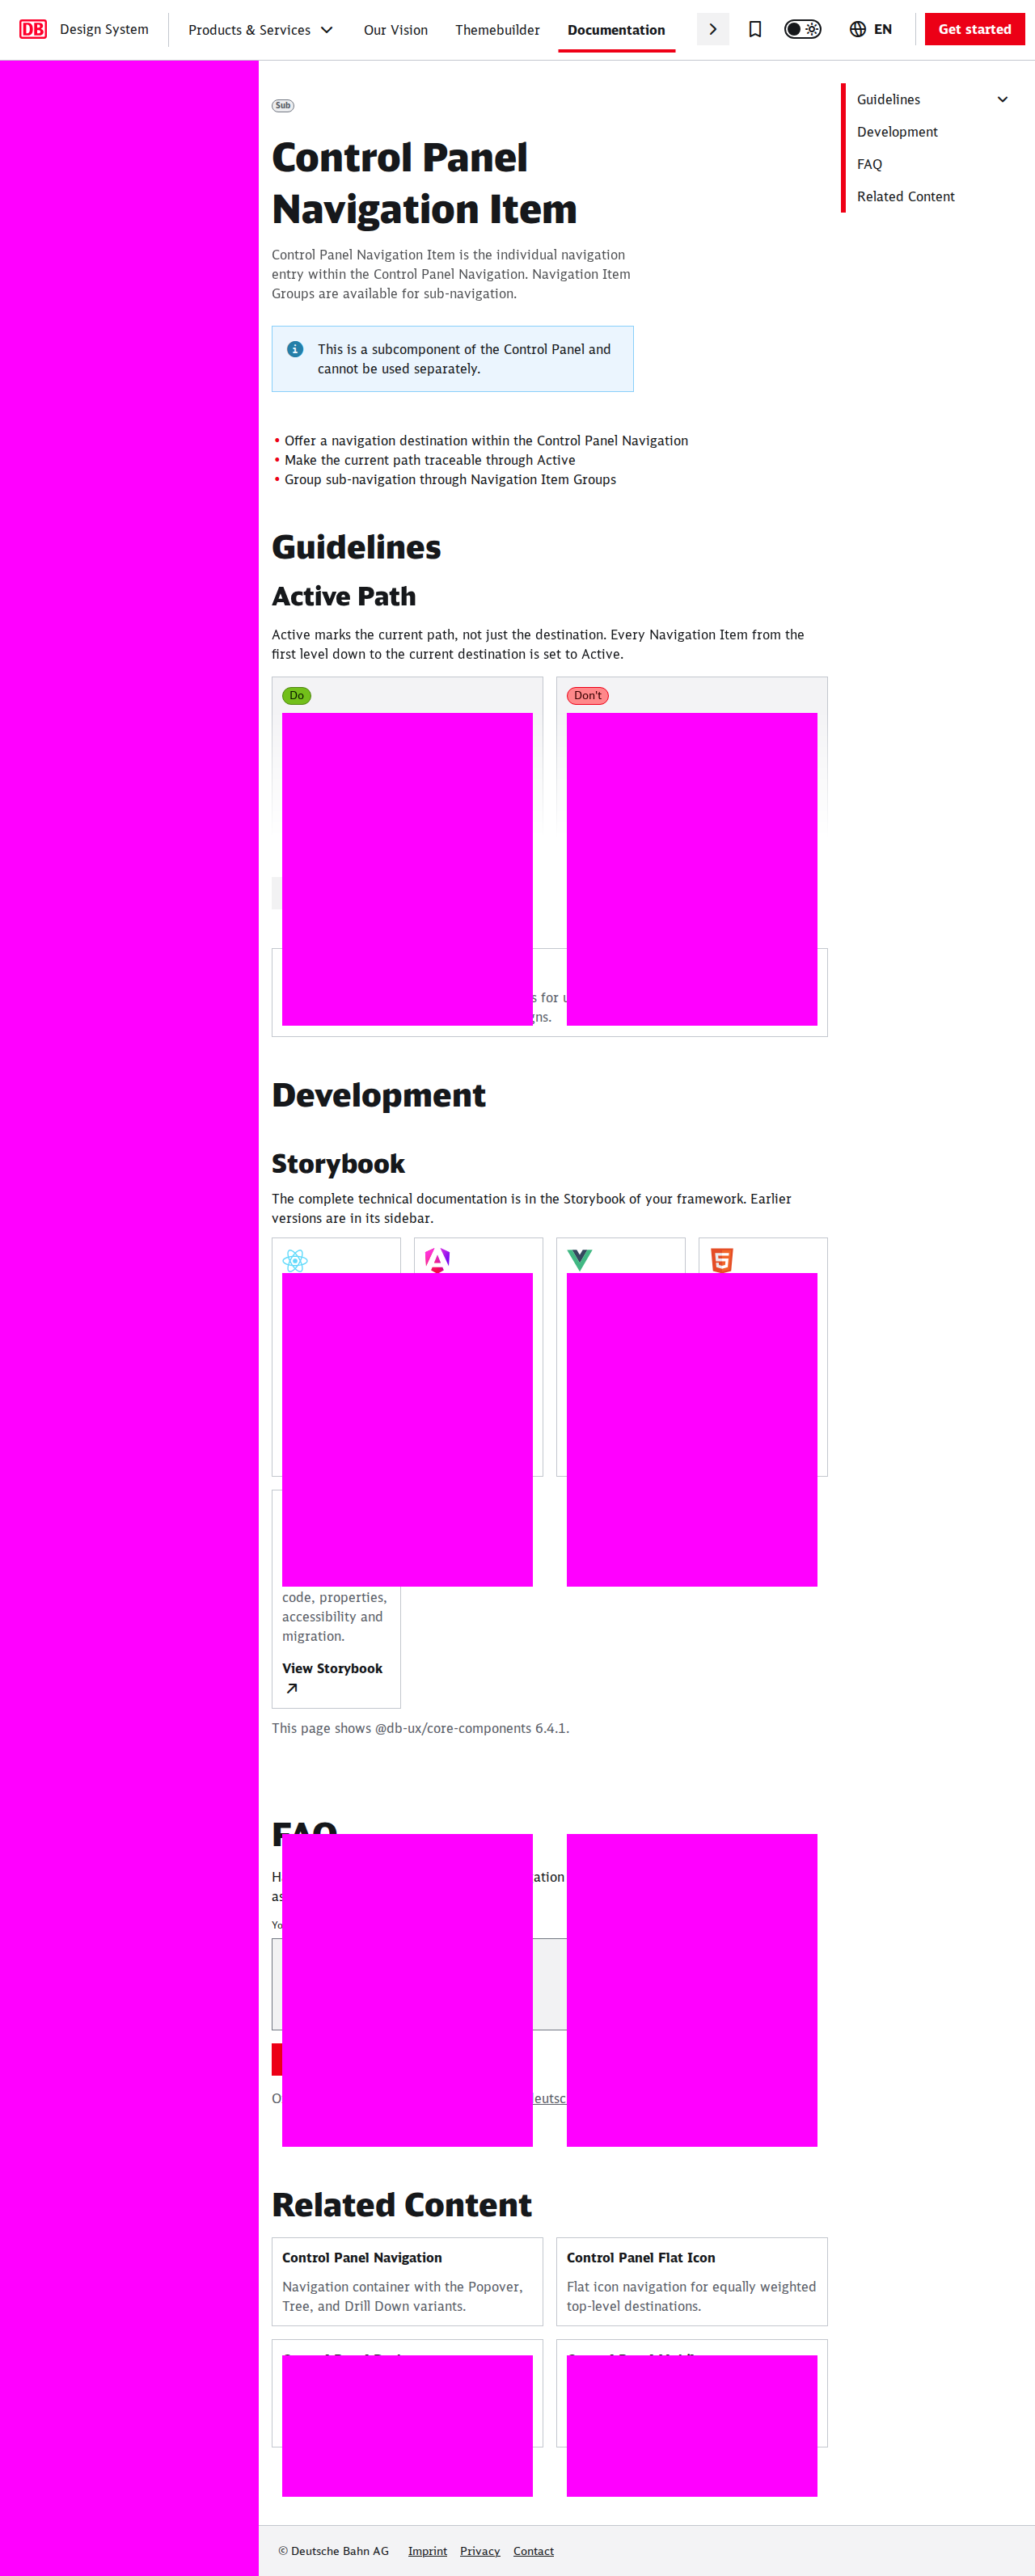 DB Design System Products & Services Our Vision Themebuilder Documentation EN Get started
Sub
Control Panel
Navigation Item
Control Panel Navigation Item is the individual navigation
entry within the Control Panel Navigation. Navigation Item
Groups are available for sub-navigation.
This is a subcomponent of the Control Panel and
cannot be used separately.
• Offer a navigation destination within the Control Panel Navigation
• Make the current path traceable through Active
• Group sub-navigation through Navigation Item Groups
Guidelines
Development
FAQ
Related Content
Guidelines
Active Path
Active marks the current path, not just the destination. Every Navigation Item from the
first level down to the current destination is set to Active.
Do
Don't
for
Development
Storybook
The complete technical documentation is in the Storybook of your framework. Earlier
versions are in its sidebar.
code, properties,
accessibility and
migration.
View Storybook
This page shows @db-ux/core-components 6.4.1.
FAQ
Related Content
Control Panel Navigation
Navigation container with the Popover,
Tree, and Drill Down variants.
Control Panel Flat Icon
Flat icon navigation for equally weighted
top-level destinations.
© Deutsche Bahn AG Imprint Privacy Contact